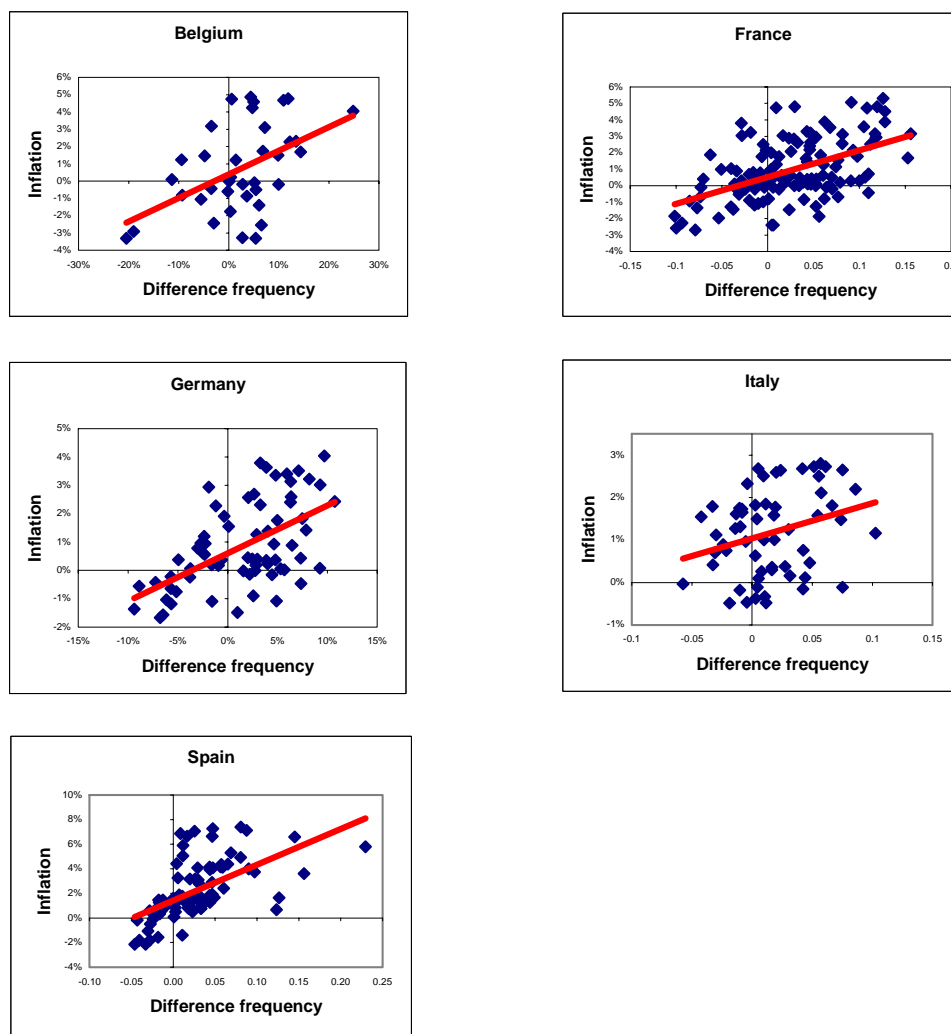 Belgium
6%
5%
4%
3%
2%
1%
0%
-1%
-2%
-3%
-4%
-30% -20% -10% 0% 10% 20% 30%
Inflation
Difference frequency
France
6%
5%
4%
3%
2%
1%
0%
-1%
-2%
-3%
-4%
-0.15 -0.1 -0.05 0 0.05 0.1 0.15
Inflation
Difference frequency
Germany
5%
4%
3%
2%
1%
0%
-1%
-2%
-15% -10% -5% 0% 5% 10% 15%
Inflation
Difference frequency
Italy
3%
2%
1%
0%
-1%
-0.1 -0.05 0 0.05 0.1 0.15
Inflation
Difference frequency
Spain
10%
8%
6%
4%
2%
0%
-2%
-4%
-0.10 -0.05 0.00 0.05 0.10 0.15 0.20 0.25
Inflation
Difference frequency